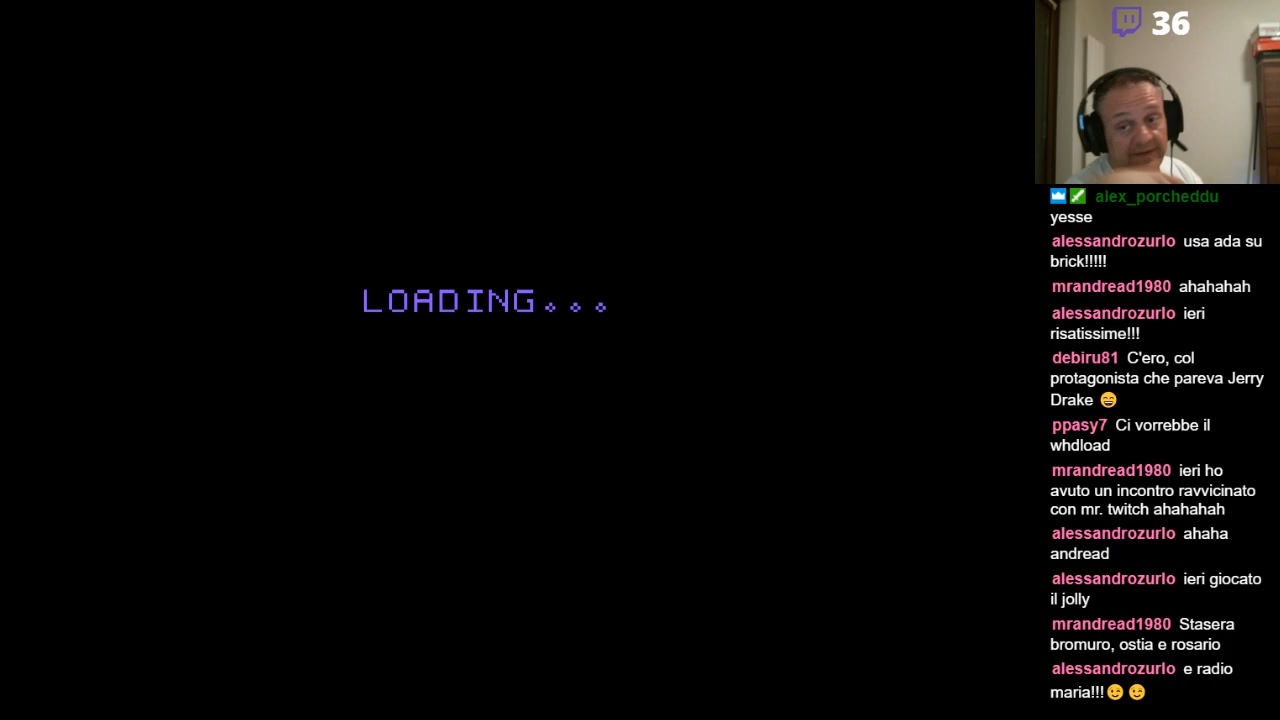 36
LOADING...
alex_porcheddu
yesse
alessandrozurlo usa ada su
brick!!!!!
mrandread1980 ahahahah
alessandrozurlo ieri
risatissime!!!
debiru81 C'ero, col
protagonista che pareva Jerry
Drake 😄
ppasy7 Ci vorrebbe il
whdload
mrandread1980 ieri ho
avuto un incontro ravvicinato
con mr. twitch ahahahah
alessandrozurlo ahaha
andread
alessandrozurlo ieri giocato
il jolly
mrandread1980 Stasera
bromuro, ostia e rosario
alessandrozurlo e radio
maria!!!😉 😉